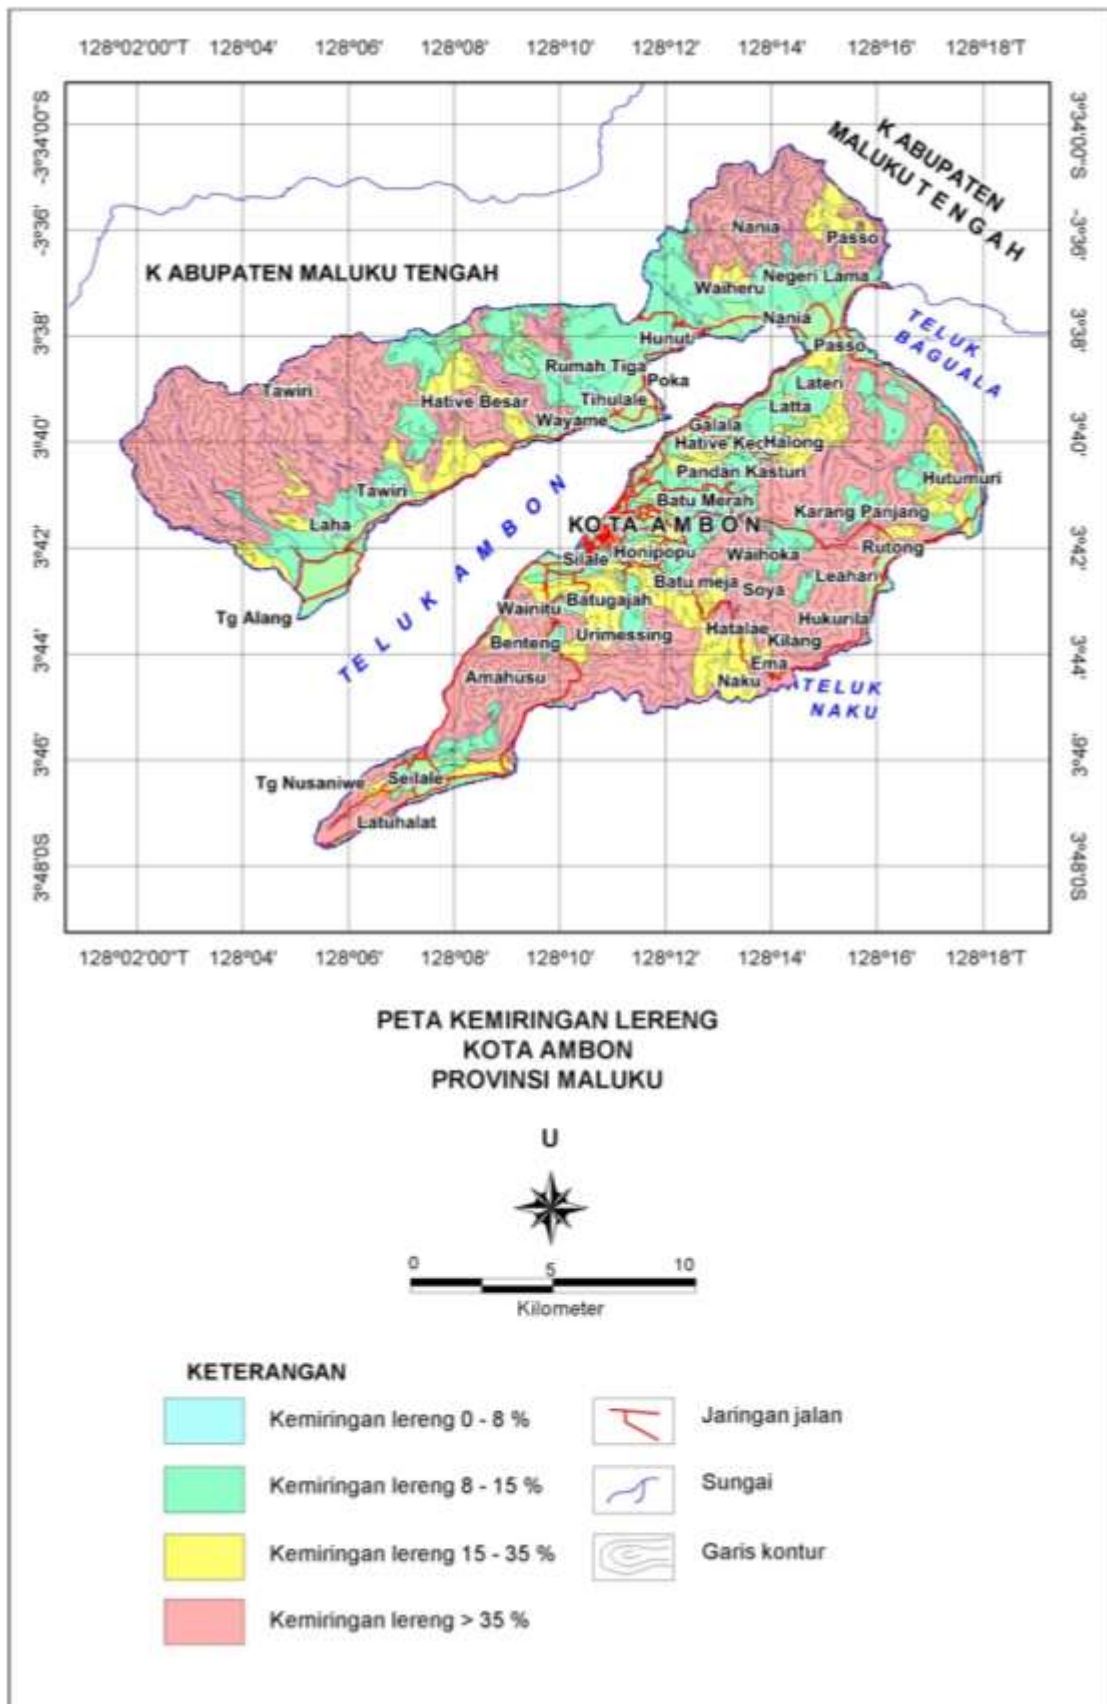 128°02'00"T 128°04' 128°06' 128°08' 128°10' 128°12' 128°14' 128°16' 128°18'T
3°34'00"S
3°34'00"S
K ABUPATEN
MALUKU TENGAH
-3°36'
-3°36'
Nania
Passo
K ABUPATEN MALUKU TENGAH
Negeri Lama
Waiheru
Nania
TELUK
BAGUALA
3°38'
3°38'
Hunut
Passo
Rumah Tiga
Poka
Lateri
Tawiri
Hative Besar
Tihulale
Latta
Wayame
Galala
3°40'
3°40'
Hative Kec
Halong
Pandan Kasturi
Hutumuri
Tawiri
Batu Merah
Karang Panjang
Laha
KOTA AMBON
3°42'
3°42'
Silale
Honipopu
Waihoka
Rutong
TELUK AMBON
Batu meja
Soya
Leahari
Batugajah
Wainitu
Tg Alang
Hukurila
Urimessing
Hatalae
Kilang
Benteng
3°44'
3°44'
Ema
Amahusu
Naku
ATELUK
NAKU
3°46'
3°46'
Tg Nusaniwe
Seilale
Latuhalat
3°48'0S
3°48'0S
128°02'00"T 128°04' 128°06' 128°08' 128°10' 128°12' 128°14' 128°16' 128°18'T
PETA KEMIRINGAN LERENG
KOTA AMBON
PROVINSI MALUKU
U
0 5 10
Kilometer
KETERANGAN
Kemiringan lereng 0 - 8 %
Kemiringan lereng 8 - 15 %
Kemiringan lereng 15 - 35 %
Kemiringan lereng > 35 %
Jaringan jalan
Sungai
Garis kontur